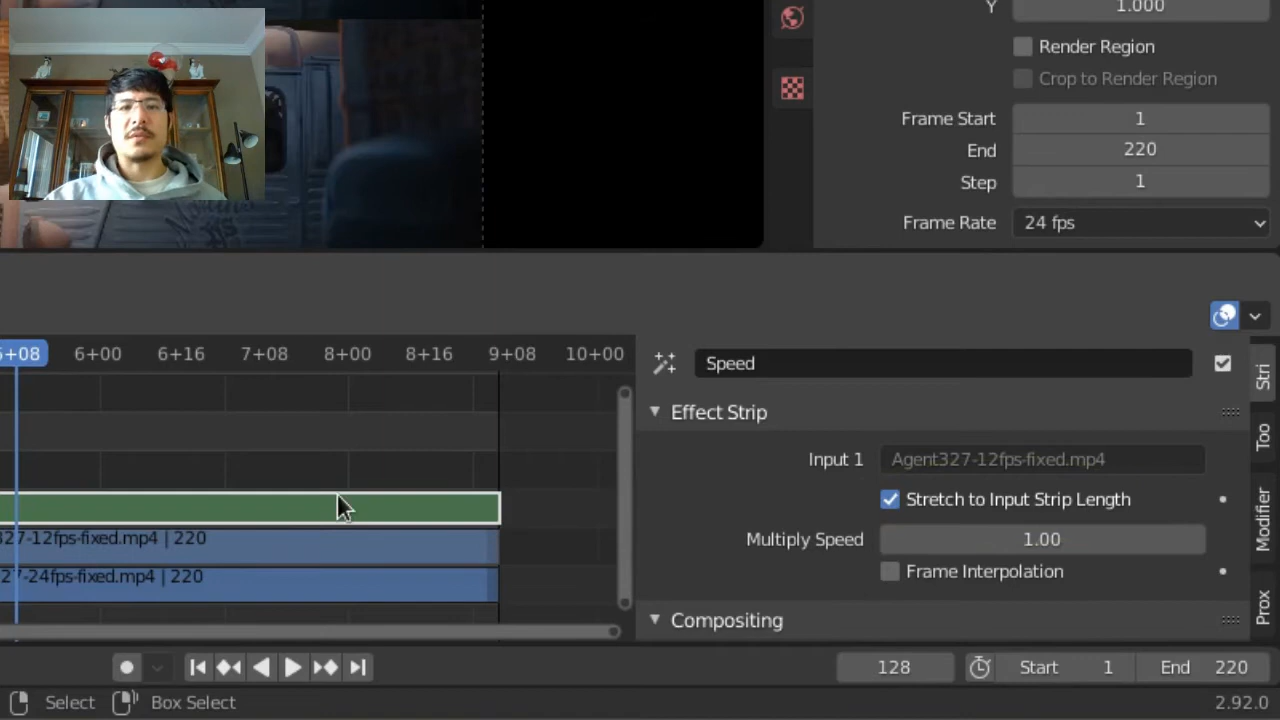 Y 1.000
Render Region
Crop to Render Region
Frame Start 1
End 220
Step 1
Frame Rate 24 fps
5+08 6+00 6+16 7+08 8+00 8+16 9+08 10+00
Speed
Effect Strip
Input 1 Agent327-12fps-fixed.mp4
Stretch to Input Strip Length
327-12fps-fixed.mp4 | 220
Multiply Speed 1.00
27-24fps-fixed.mp4 | 220
Frame Interpolation
Compositing
Stri
Too
Modifier
Prox
128 Start 1 End 220
Select Box Select 2.92.0